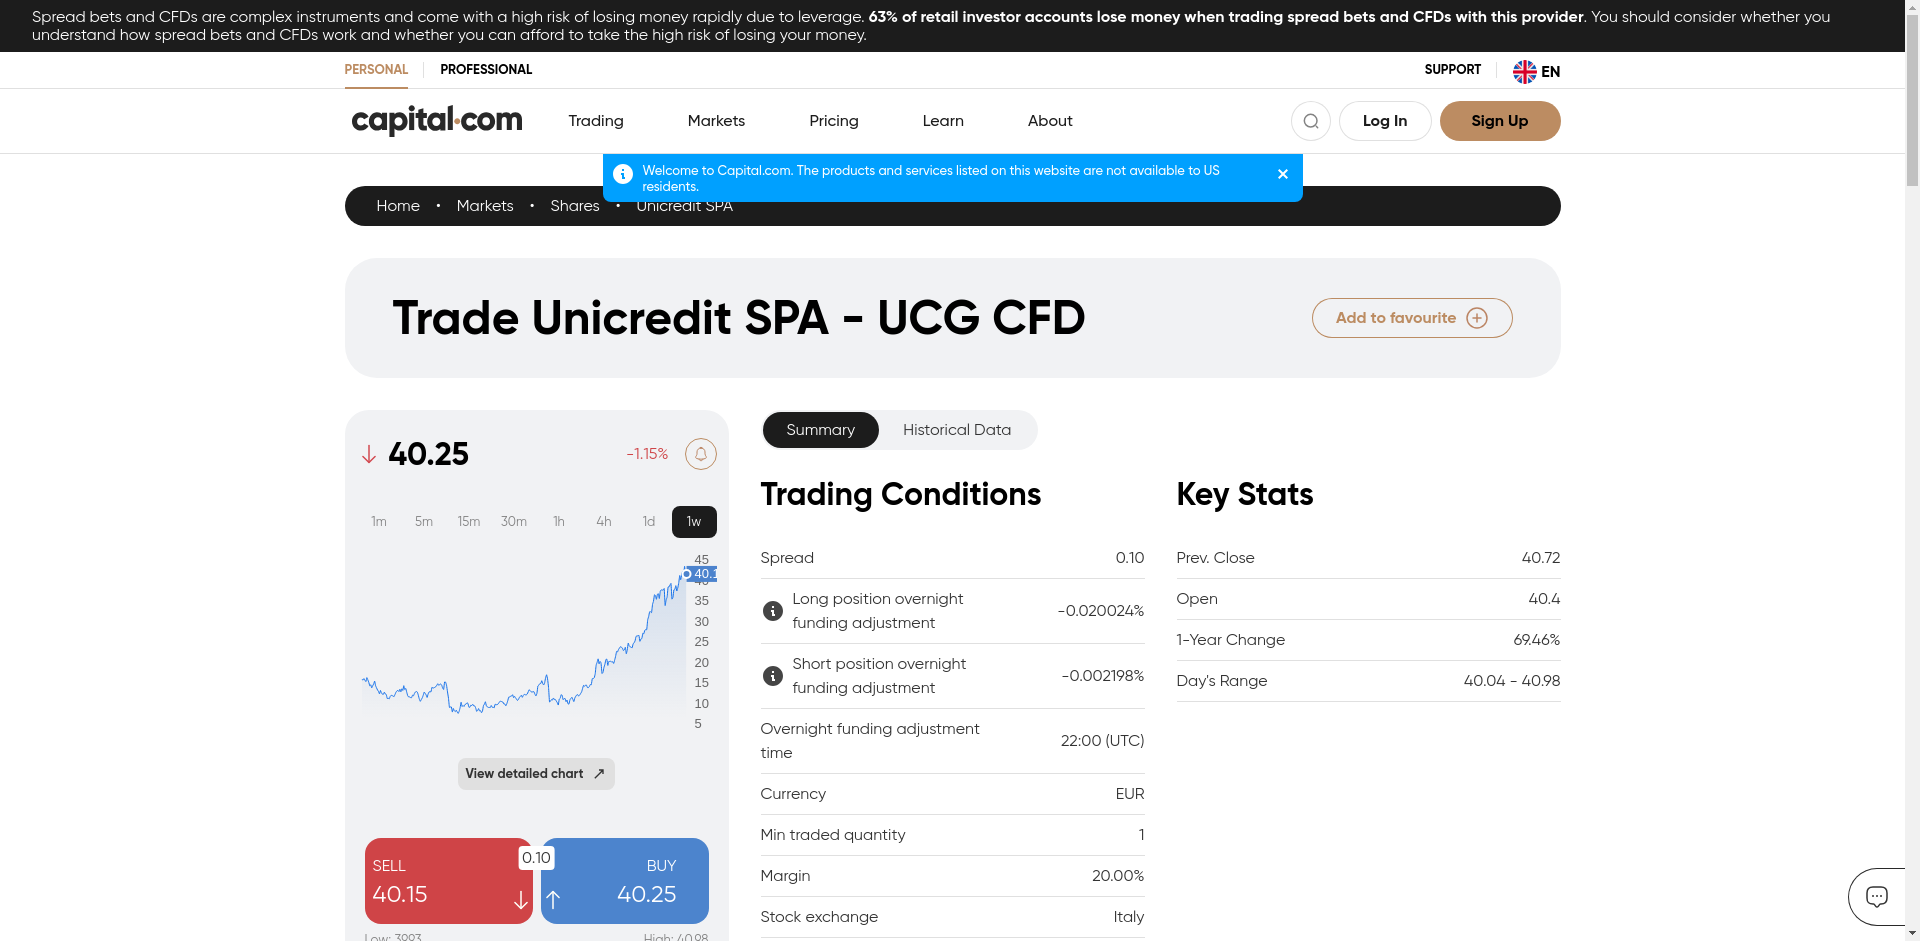 Spread bets and CFDs are complex instruments and come with a high risk of losing money rapidly due to leverage. 63% of retail investor accounts lose money when trading spread bets and CFDs with this provider. You should consider whether you
understand how spread bets and CFDs work and whether you can afford to take the high risk of losing your money.
PERSONAL PROFESSIONAL SUPPORT EN
capital.com Trading Markets Pricing Learn About Log In Sign Up
Welcome to Capital.com. The products and services listed on this website are not available to US
residents.
Home • Markets • Shares • Unicredit SPA
Trade Unicredit SPA - UCG CFD
Add to favourite
40.25 -1.15%
1m 5m 15m 30m 1h 4h 1d 1w
45
40.1
35
30
25
20
15
10
5
View detailed chart
SELL
40.15
0.10
BUY
40.25
Low: 39.93 High: 40.98
Summary Historical Data
Trading Conditions
Spread 0.10
Long position overnight
funding adjustment -0.020024%
Short position overnight
funding adjustment -0.002198%
Overnight funding adjustment
time 22:00 (UTC)
Currency EUR
Min traded quantity 1
Margin 20.00%
Stock exchange Italy
Key Stats
Prev. Close 40.72
Open 40.4
1-Year Change 69.46%
Day's Range 40.04 - 40.98